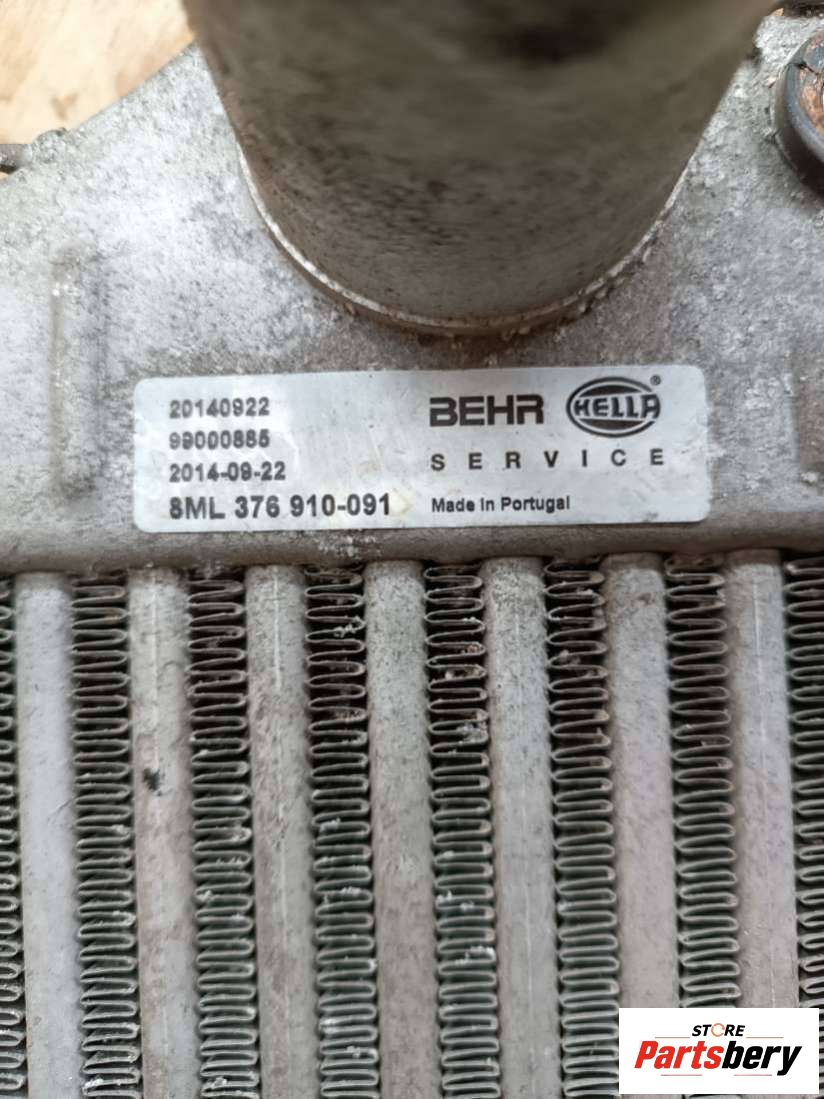 20140922
99000885
2014-09-22
8ML 376 910-091
BEHR HELLA®
SERVICE
Made in Portugal
STORE
Partsbery